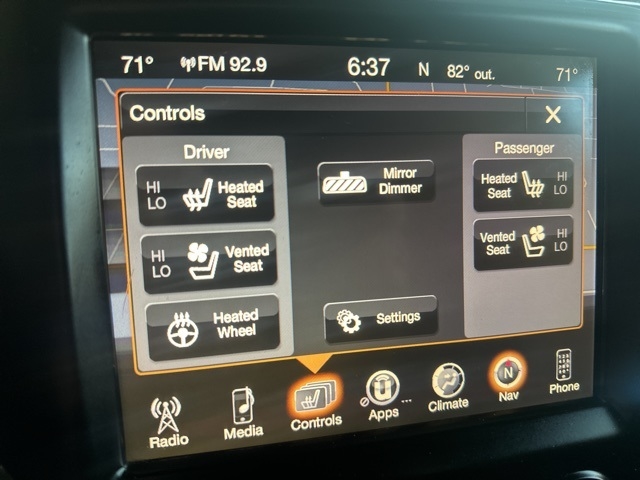 71° FM 92.9 6:37 N 82° out. 71°
Controls X
Driver
HI
LO
Heated
Seat
HI
LO
Vented
Seat
Heated
Wheel
Mirror
Dimmer
Settings
Passenger
Heated
Seat
HI
LO
Vented
Seat
HI
LO
Radio
Media
Controls
Apps
...
Climate
N
Nav
Phone